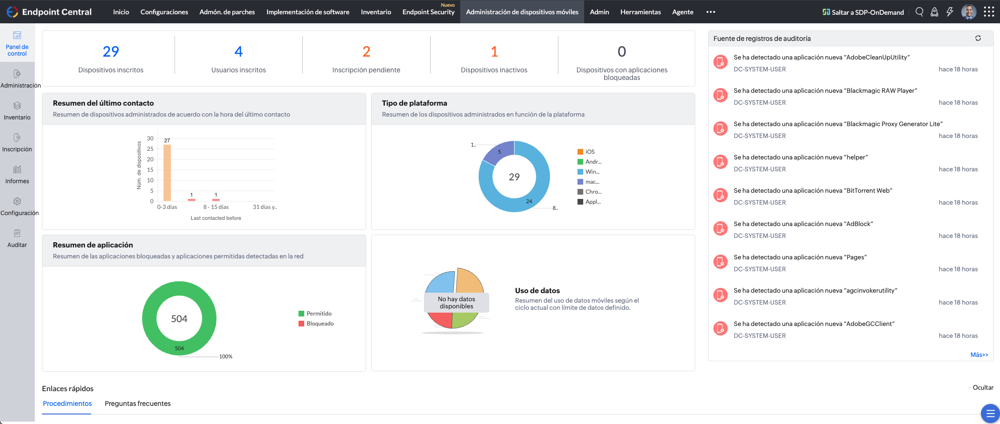 Endpoint Central
Inicio
Configuraciones
Admón. de parches
Implementación de software
Inventario
Nuevo
Endpoint Security
Administración de dispositivos móviles
Admin
Herramientas
Agente
Saltar a SDP-OnDemand
Panel de
control
Administración
Inventario
Inscripción
Informes
Configuración
Auditar
29
Dispositivos inscritos
4
Usuarios inscritos
2
Inscripción pendiente
1
Dispositivos inactivos
0
Dispositivos con aplicaciones
bloqueadas
Resumen del último contacto
Resumen de dispositivos administrados de acuerdo con la hora del último contacto
Núm. de dispositivos
30
25
20
15
10
5
0
27
1
1
0-3 días
8 - 15 días
31 días y..
Last contacted before
Tipo de plataforma
Resumen de los dispositivos administrados en función de la plataforma
1..
5
29
24
8..
iOS
Andr...
Win...
mac...
Chro...
Appl...
Resumen de aplicación
Resumen de las aplicaciones bloqueadas y aplicaciones permitidas detectadas en la red
504
504
100%
Permitido
Bloqueado
No hay datos
disponibles
Uso de datos
Resumen del uso de datos móviles según el
ciclo actual con límite de datos definido.
Fuente de registros de auditoría
Se ha detectado una aplicación nueva “AdobeCleanUpUtility”
DC-SYSTEM-USER hace 18 horas
Se ha detectado una aplicación nueva “Blackmagic RAW Player”
DC-SYSTEM-USER hace 18 horas
Se ha detectado una aplicación nueva “Blackmagic Proxy Generator Lite”
DC-SYSTEM-USER hace 18 horas
Se ha detectado una aplicación nueva “helper”
DC-SYSTEM-USER hace 18 horas
Se ha detectado una aplicación nueva “BitTorrent Web”
DC-SYSTEM-USER hace 18 horas
Se ha detectado una aplicación nueva “AdBlock”
DC-SYSTEM-USER hace 18 horas
Se ha detectado una aplicación nueva “Pages”
DC-SYSTEM-USER hace 18 horas
Se ha detectado una aplicación nueva “agcinvokerutility”
DC-SYSTEM-USER hace 18 horas
Se ha detectado una aplicación nueva “AdobeGCClient”
DC-SYSTEM-USER hace 18 horas
Más>>
Enlaces rápidos
Ocultar
Procedimientos
Preguntas frecuentes